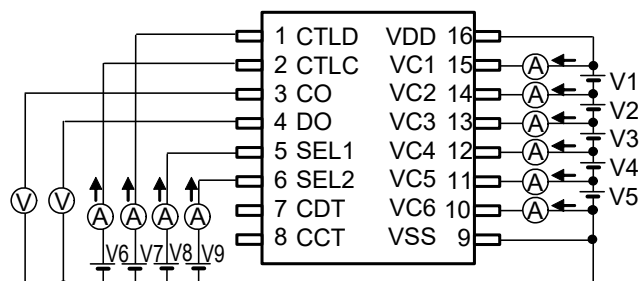 1 CTLD VDD 16
2 CTLC VC1 15 A
3 CO VC2 14 A V1
4 DO VC3 13 A V2
5 SEL1 VC4 12 A V3
6 SEL2 VC5 11 A V4
7 CDT VC6 10 A V5
8 CCT VSS 9
V V A A A A
V6 V7 V8 V9